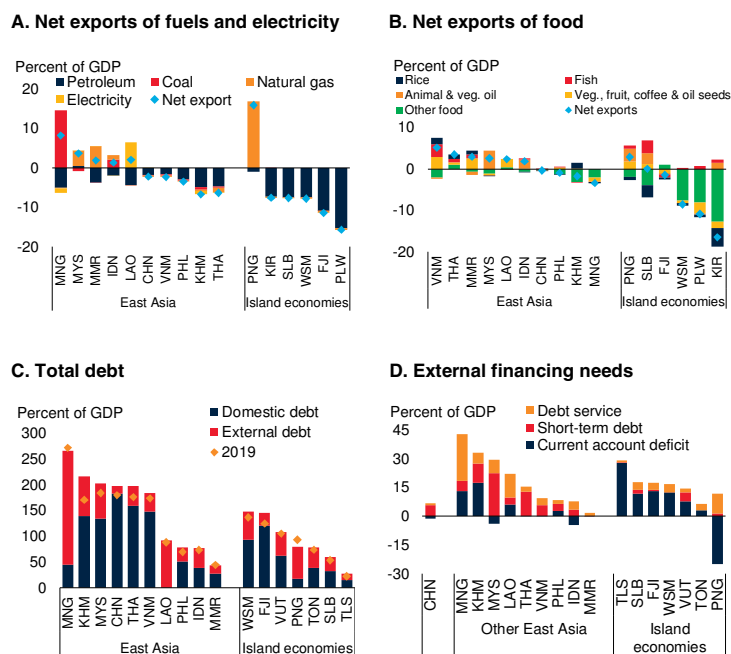 A. Net exports of fuels and electricity
Percent of GDP
Petroleum Coal Natural gas
Electricity Net export
20
10
0
-10
-20
MNG MYS MMR IDN LAO CHN VNM PHL KHM THA PNG KIR SLB WSM FJI PLW
East Asia Island economies
B. Net exports of food
Percent of GDP
Rice Fish
Animal & veg. oil Veg., fruit, coffee & oil seeds
Other food Net exports
10
0
-10
-20
VNM THA MMR MYS LAO IDN CHN PHL KHM MNG PNG SLB FJI WSM PLW KIR
East Asia Island economies
C. Total debt
Percent of GDP
Domestic debt
External debt
2019
300
250
200
150
100
50
0
MNG KHM MYS CHN THA VNM LAO PHL IDN MMR WSM FJI VUT PNG TON SLB TLS
East Asia Island economies
D. External financing needs
Percent of GDP
Debt service
Short-term debt
Current account deficit
45
30
15
0
-15
-30
CHN MNG KHM MYS LAO THA VNM PHL IDN MMR TLS SLB FJI WSM VUT TON PNG
Other East Asia Island
economies